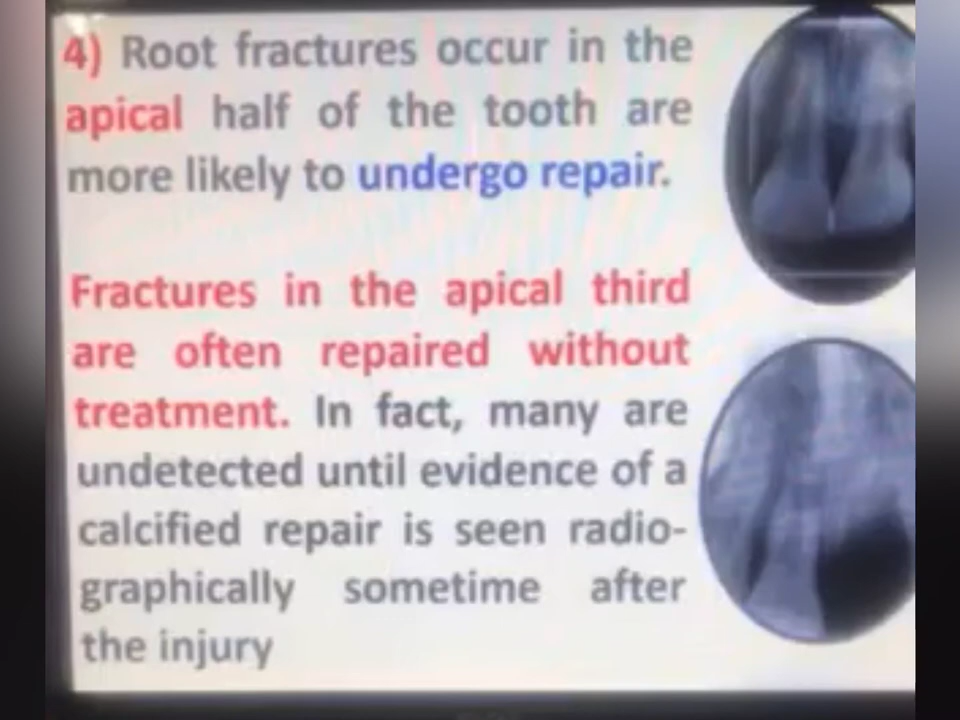 4) Root fractures occur in the
apical half of the tooth are
more likely to undergo repair.
Fractures in the apical third
are often repaired without
treatment. In fact, many are
undetected until evidence of a
calcified repair is seen radio-
graphically sometime after
the injury